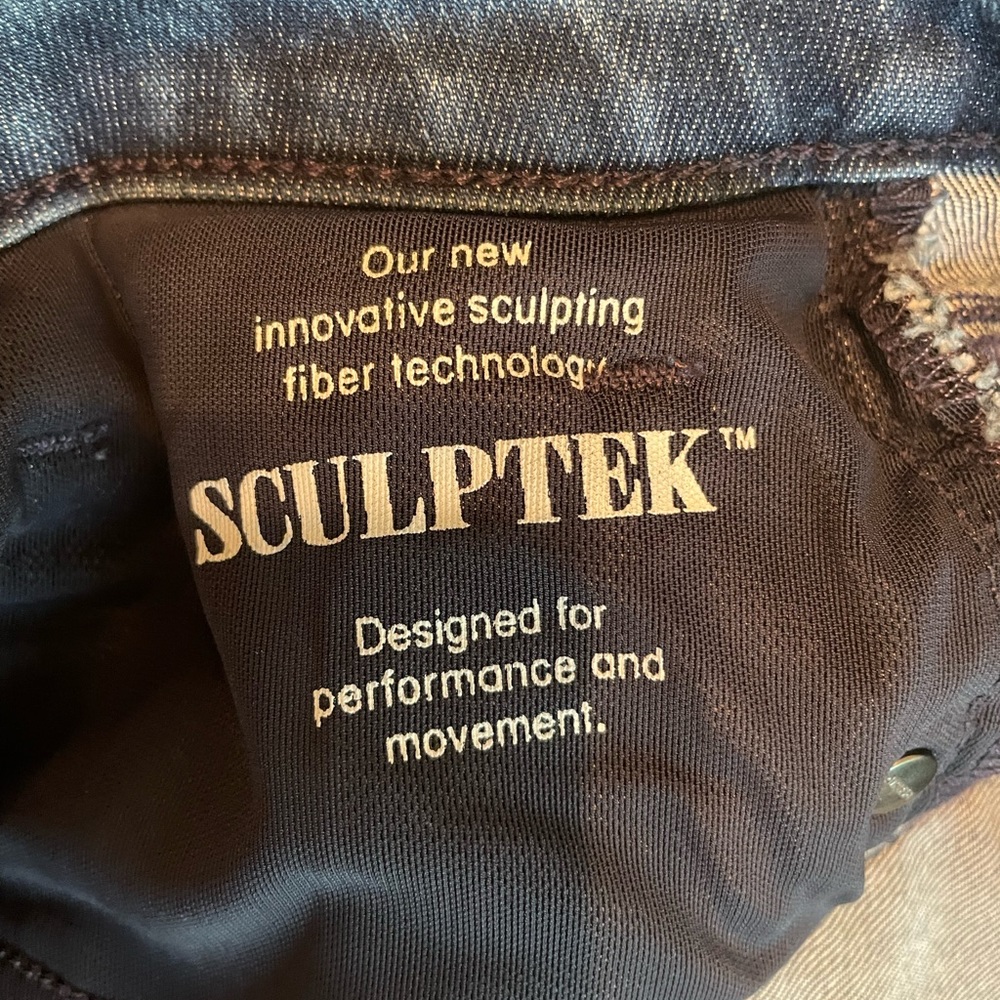 Our new
innovative sculpting
fiber technology
SCULPTEK™
Designed for
performance and
movement.